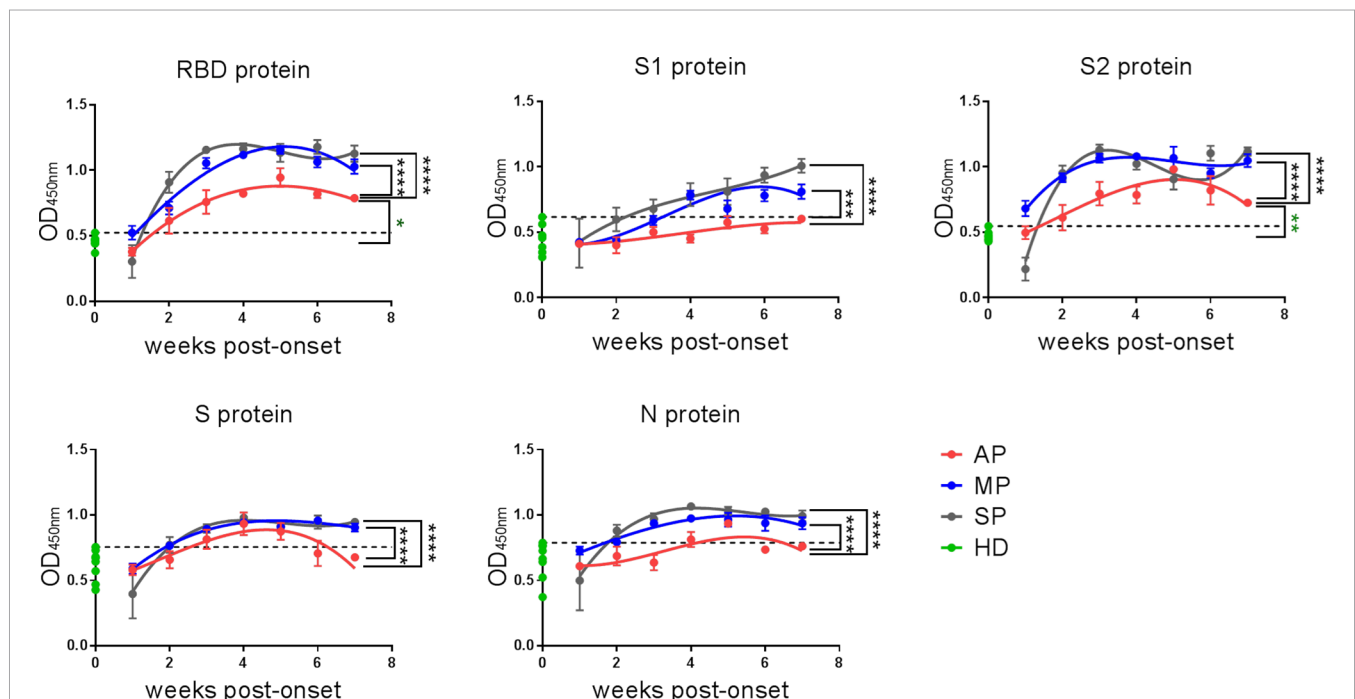 RBD protein
1.5
1.0
0.5
0.0
OD450nm
0 2 4 6 8
weeks post-onset
****
****
*
S1 protein
1.5
1.0
0.5
0.0
OD450nm
0 2 4 6 8
weeks post-onset
***
****
S2 protein
1.5
1.0
0.5
0.0
OD450nm
0 2 4 6 8
weeks post-onset
****
****
**
S protein
1.5
1.0
0.5
0.0
OD450nm
0 2 4 6 8
weeks post-onset
****
****
N protein
1.5
1.0
0.5
0.0
OD450nm
0 2 4 6 8
weeks post-onset
****
****
AP
MP
SP
HD